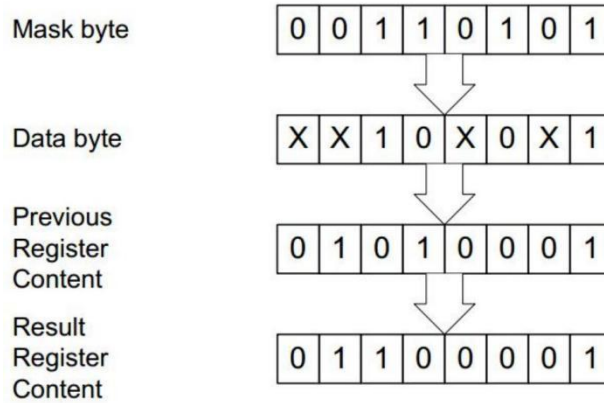 Mask byte 0 0 1 1 0 1 0 1
Data byte X X 1 0 X 0 X 1
Previous
Register 0 1 0 1 0 0 0 1
Content
Result
Register 0 1 1 0 0 0 0 1
Content